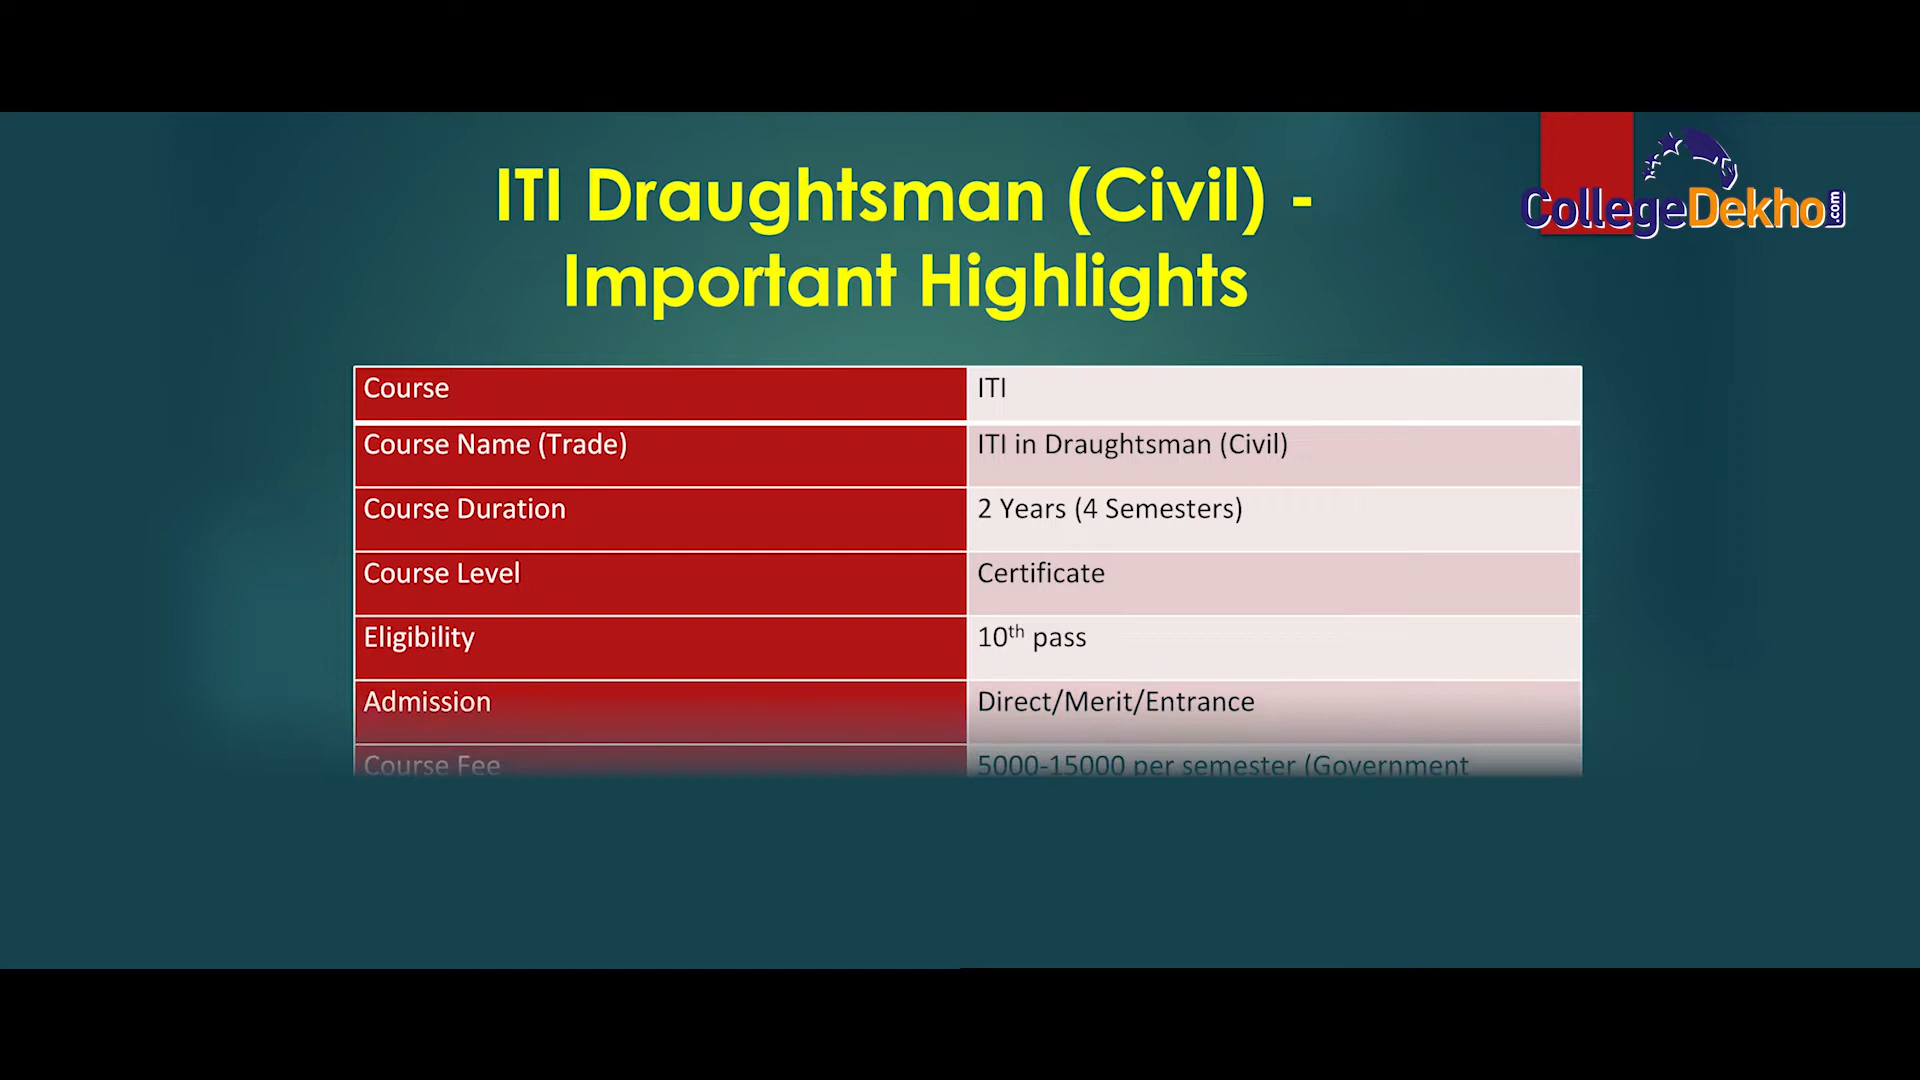 ITI Draughtsman (Civil) -
Important Highlights
CollegeDekho.com
Course ITI
Course Name (Trade) ITI in Draughtsman (Civil)
Course Duration 2 Years (4 Semesters)
Course Level Certificate
Eligibility 10th pass
Admission Direct/Merit/Entrance
Course Fee 5000-15000 per semester (Government